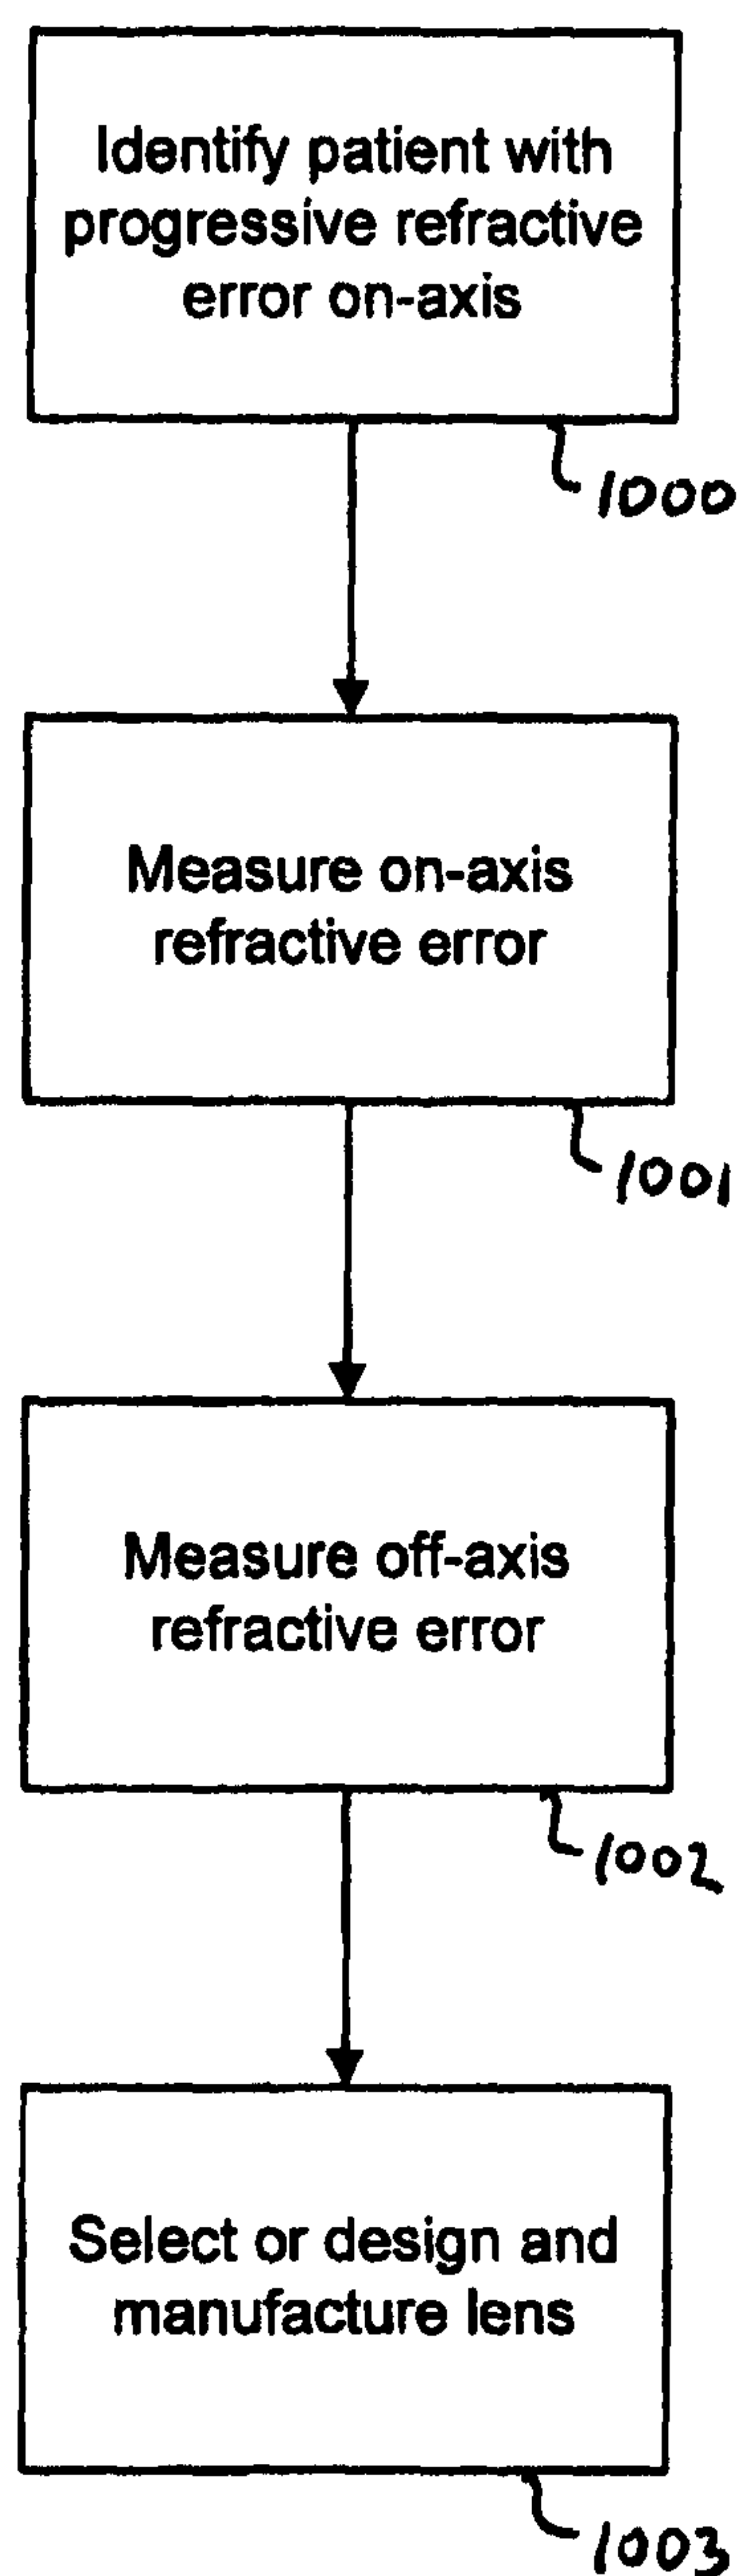 Identify patient with
progressive refractive
error on-axis
1000
Measure on-axis
refractive error
1001
Measure off-axis
refractive error
1002
Select or design and
manufacture lens
1003